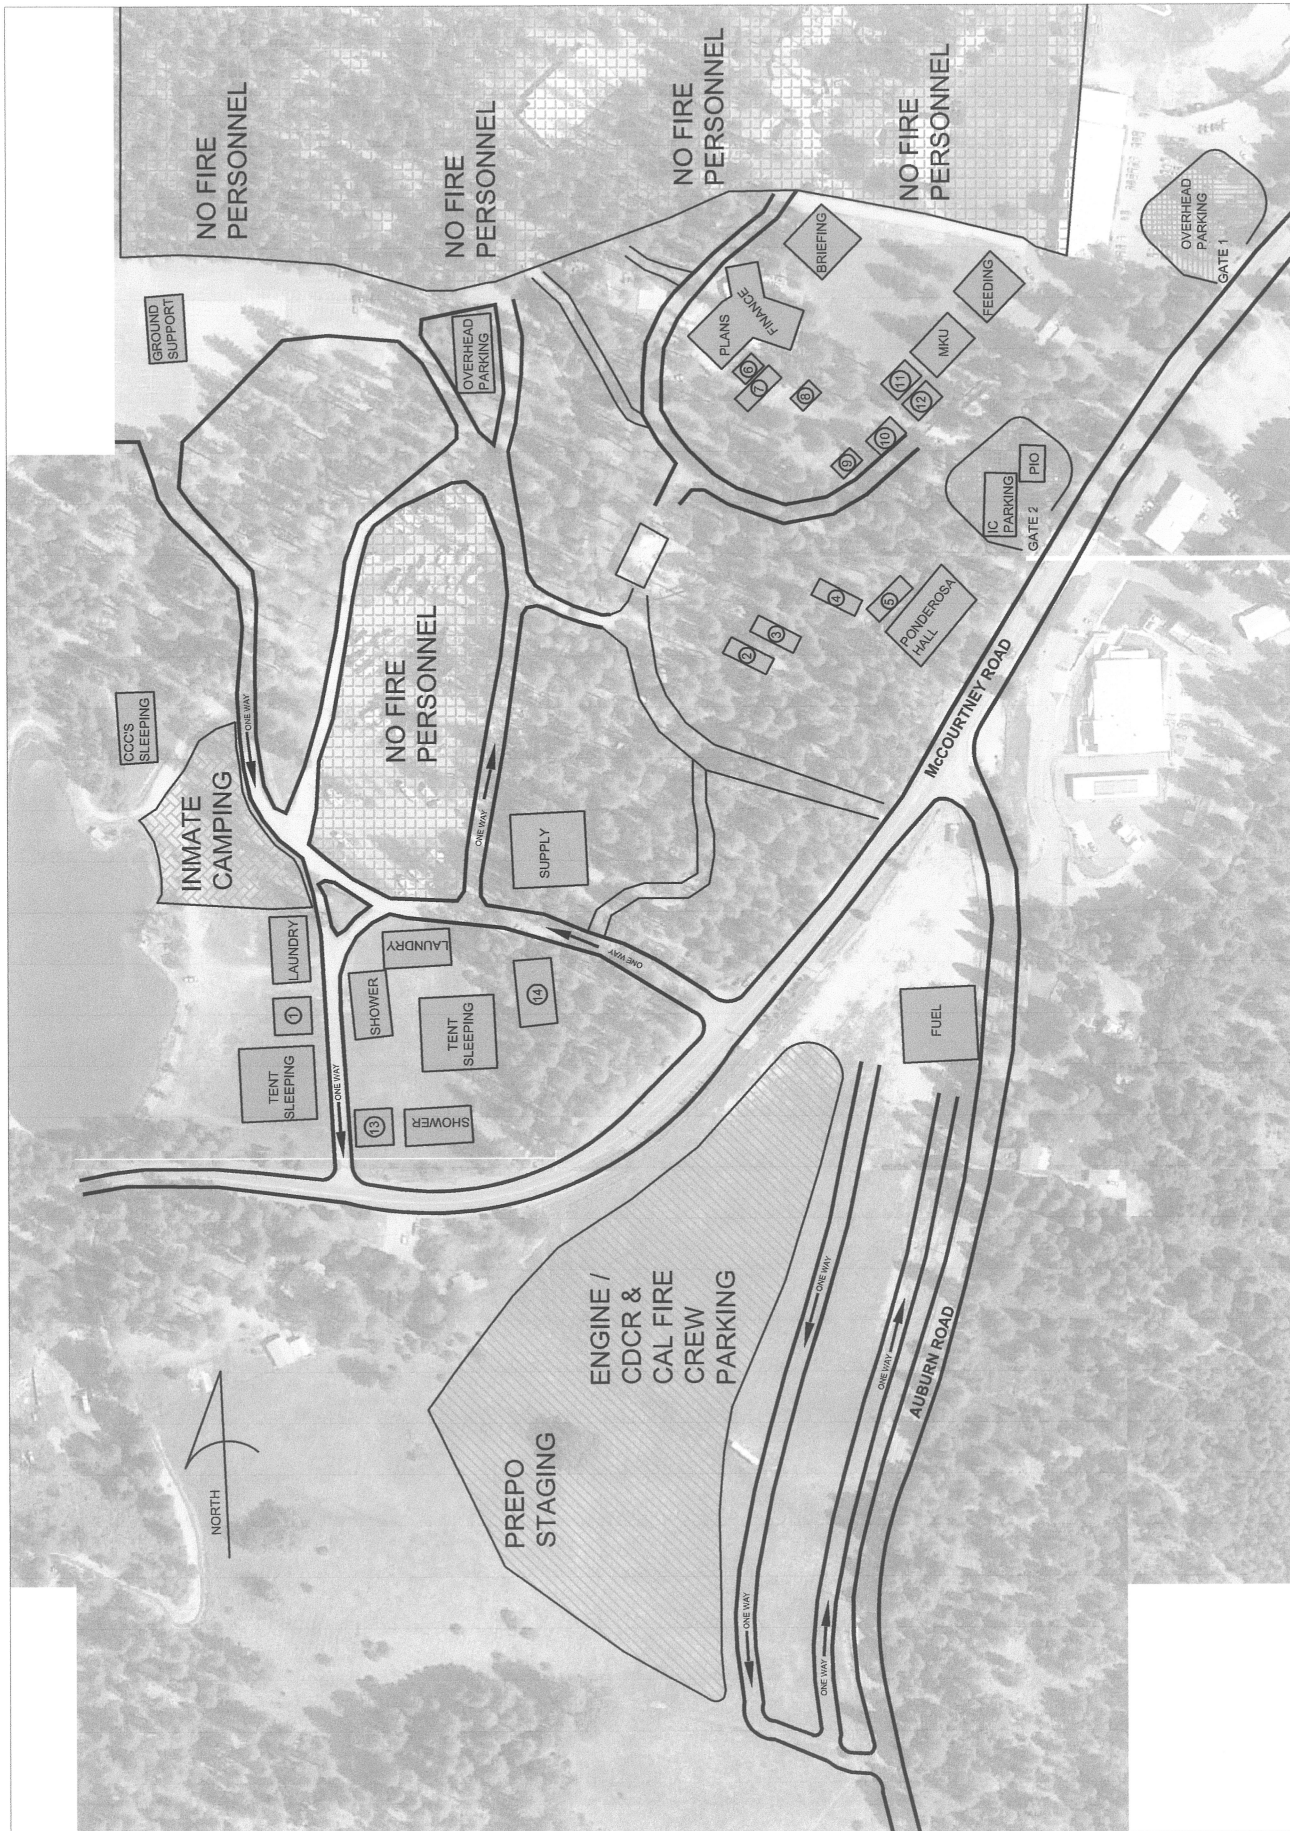 NO FIRE
PERSONNEL
NO FIRE
PERSONNEL
NO FIRE
PERSONNEL
NO FIRE
PERSONNEL
GROUND
SUPPORT
OVERHEAD
PARKING
BRIEFING
PLANS
FINANCE
FEEDING
MKU
OVERHEAD
PARKING
GATE 1
6
7
8
9
10
11
12
IC
PARKING
PIO
GATE 2
CCC'S
SLEEPING
INMATE
CAMPING
ONE WAY
NO FIRE
PERSONNEL
ONE WAY
SUPPLY
2
3
4
5
PONDEROSA
HALL
McCOURTNEY ROAD
LAUNDRY
1
TENT
SLEEPING
ONE WAY
LAUNDRY
SHOWER
TENT
SLEEPING
14
13
SHOWER
ONE WAY
FUEL
NORTH
PREPO
STAGING
ENGINE /
CDCR &
CAL FIRE
CREW
PARKING
ONE WAY
ONE WAY
AUBURN ROAD
ONE WAY
ONE WAY